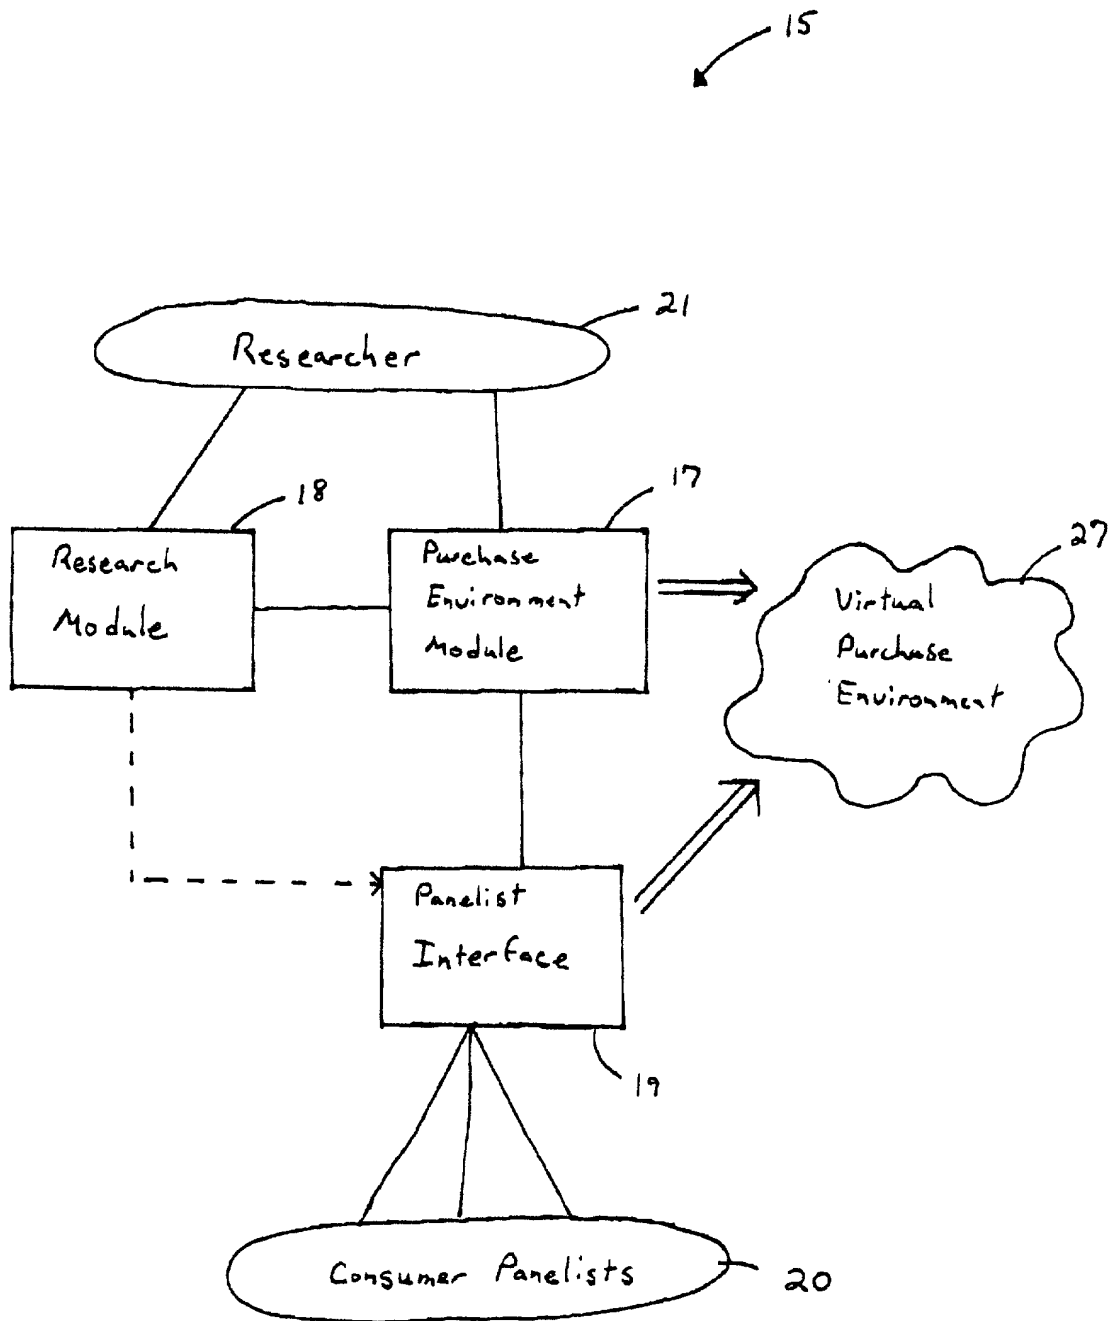 15
21
Researcher
18
17
Research
Module
Purchase
Environment
Module
27
Virtual
Purchase
Environment
Panelist
Interface
19
Consumer Panelists
20